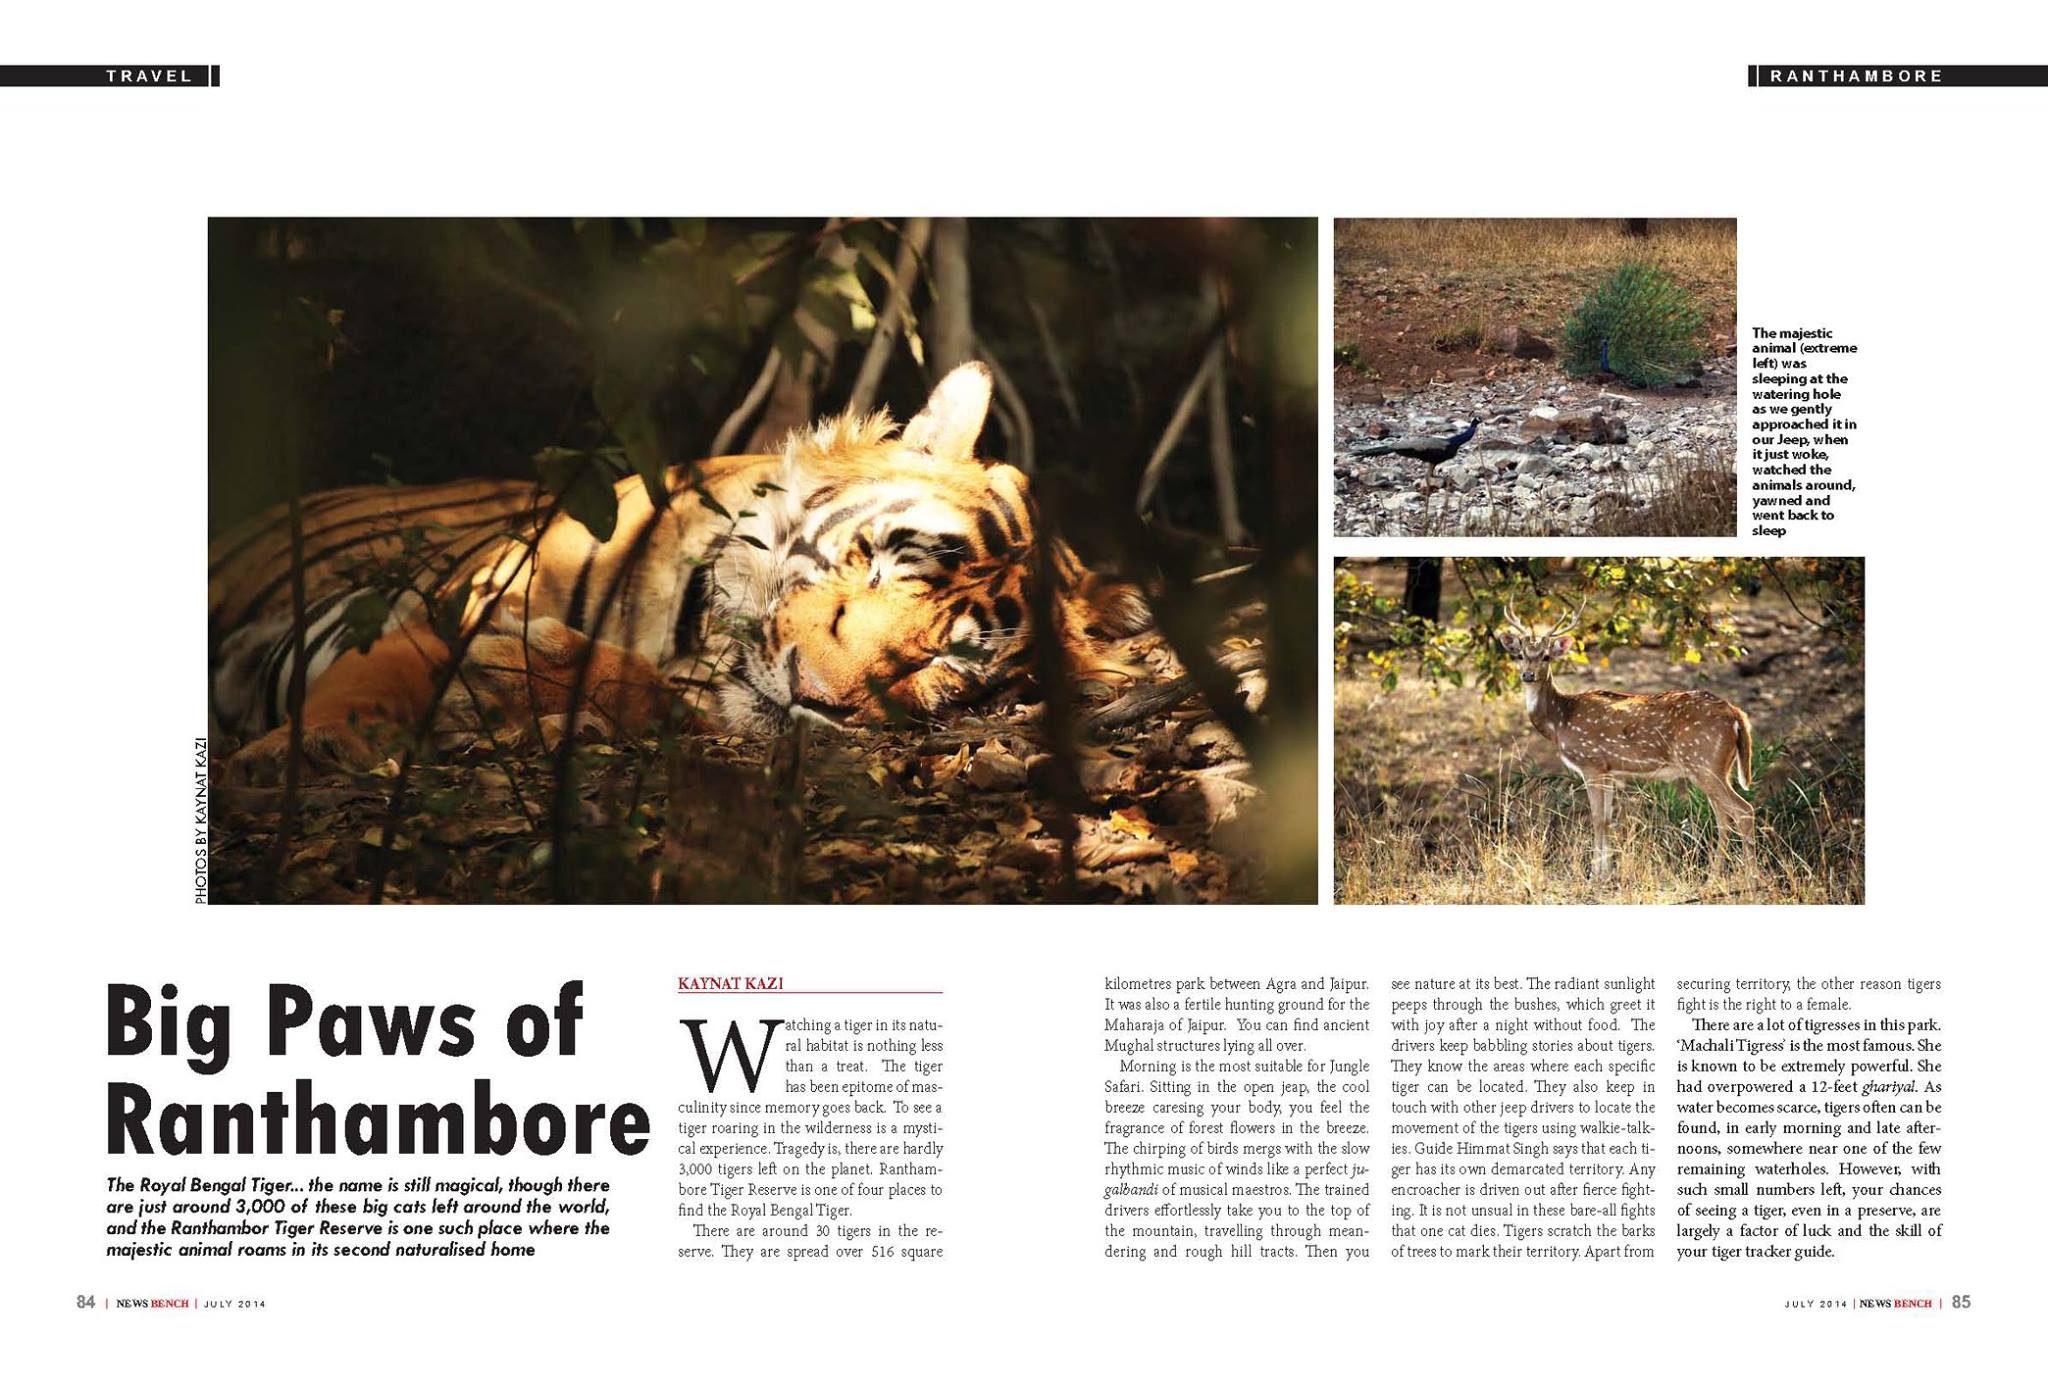 TRAVEL
RANTHAMBORE
PHOTOS BY KAYNAT KAZI
The majestic
animal (extreme
left) was
sleeping at the
watering hole
as we gently
approached it in
our Jeep, when
it just woke,
watched the
animals around,
yawned and
went back to
sleep
Big Paws of
Ranthambore
The Royal Bengal Tiger... the name is still magical, though there
are just around 3,000 of these big cats left around the world,
and the Ranthambor Tiger Reserve is one such place where the
majestic animal roams in its second naturalised home
KAYNAT KAZI
Watching a tiger in its natu-
ral habitat is nothing less
than a treat. The tiger
has been epitome of mas-
culinity since memory goes back. To see a
tiger roaring in the wilderness is a mysti-
cal experience. Tragedy is, there are hardly
3,000 tigers left on the planet. Rantham-
bore Tiger Reserve is one of four places to
find the Royal Bengal Tiger.
There are around 30 tigers in the re-
serve. They are spread over 516 square
kilometres park between Agra and Jaipur.
It was also a fertile hunting ground for the
Maharaja of Jaipur. You can find ancient
Mughal structures lying all over.
Morning is the most suitable for Jungle
Safari. Sitting in the open jeap, the cool
breeze caresing your body, you feel the
fragrance of forest flowers in the breeze.
The chirping of birds mergs with the slow
rhythmic music of winds like a perfect ju-
galbandi of musical maestros. The trained
drivers effortlessly take you to the top of
the mountain, travelling through mean-
dering and rough hill tracts. Then you
see nature at its best. The radiant sunlight
peeps through the bushes, which greet it
with joy after a night without food. The
drivers keep babbling stories about tigers.
They know the areas where each specific
tiger can be located. They also keep in
touch with other jeep drivers to locate the
movement of the tigers using walkie-talk-
ies. Guide Himmat Singh says that each ti-
ger has its own demarcated territory. Any
encroacher is driven out after fierce fight-
ing. It is not unusual in these bare-all fights
that one cat dies. Tigers scratch the barks
of trees to mark their territory. Apart from
securing territory, the other reason tigers
fight is the right to a female.
There are a lot of tigresses in this park.
'Machali Tigress' is the most famous. She
is known to be extremely powerful. She
had overpowered a 12-feet ghariyal. As
water becomes scarce, tigers often can be
found, in early morning and late after-
noons, somewhere near one of the few
remaining waterholes. However, with
such small numbers left, your chances
of seeing a tiger, even in a preserve, are
largely a factor of luck and the skill of
your tiger tracker guide.
84 | NEWS BENCH | JULY 2014
JULY 2014 | NEWS BENCH | 85